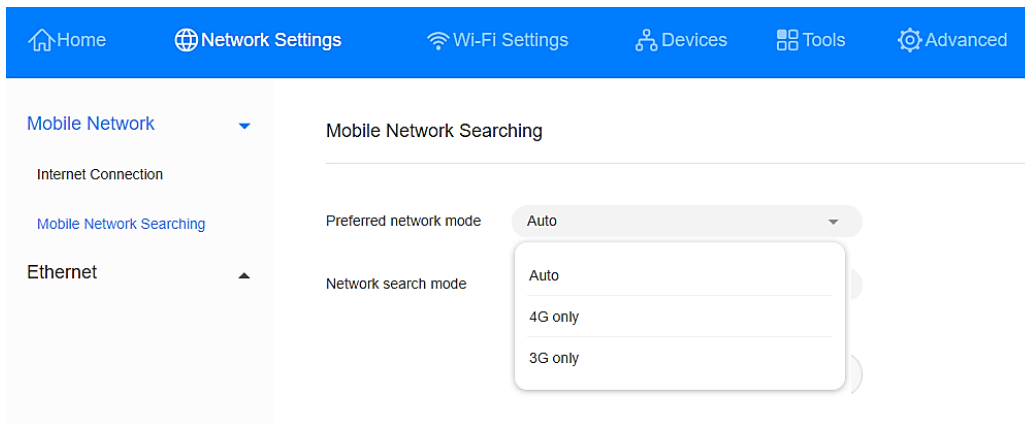 Home Network Settings Wi-Fi Settings Devices Tools Advanced
Mobile Network
Internet Connection
Mobile Network Searching
Ethernet
Mobile Network Searching
Preferred network mode Auto
Network search mode
Auto
4G only
3G only